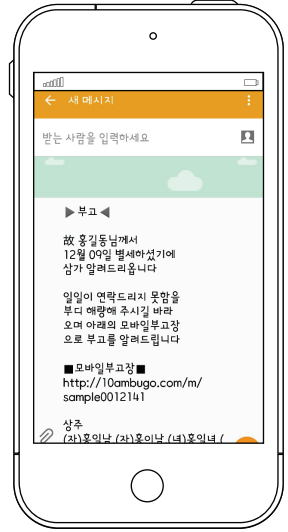 새 메시지
받는 사람을 입력하세요
▶부고◀
故 홍길동님께서
12월 09일 별세하셨기에
삼가 알려드리옵니다
일일이 연락드리지 못함을
부디 해량해 주시길 바라
오며 아래의 모바일부고장
으로 부고를 알려드립니다
■모바일부고장■
http://10ambugo.com/m/
sample0012141
상주
(자)홍일남,(자)홍이남,(녀)홍일녀,(